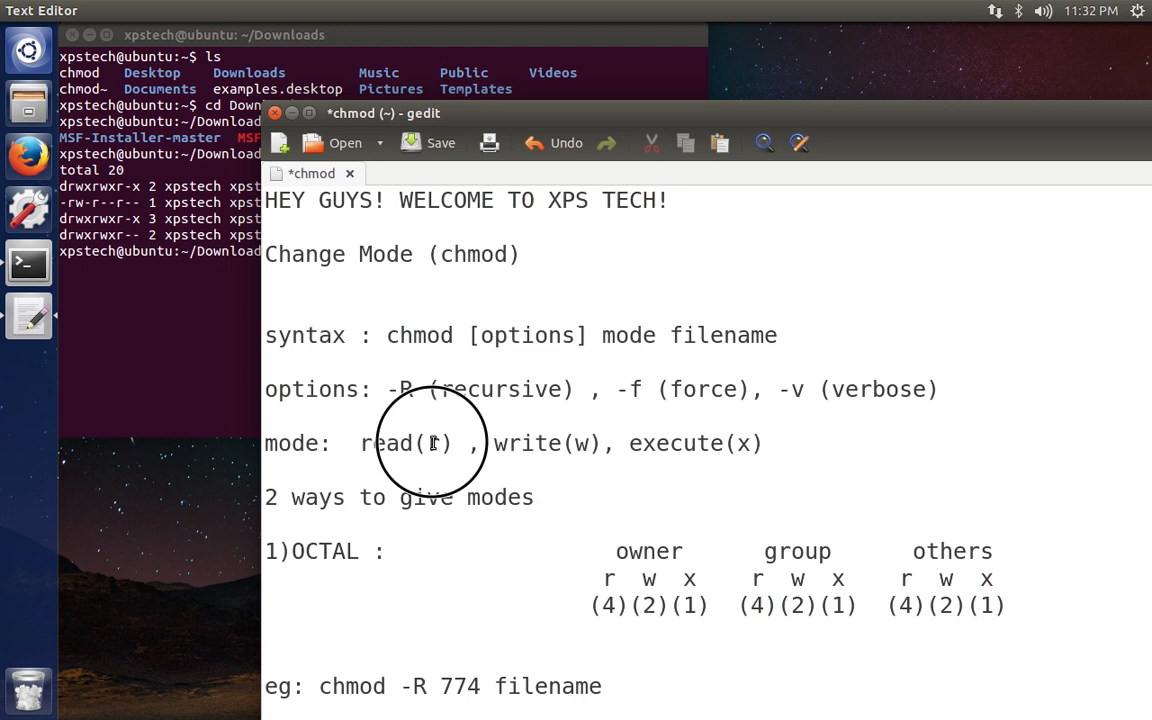 Text Editor
11:32 PM
xpstech@ubuntu: ~/Downloads
xpstech@ubuntu:~$ ls
chmod Desktop Downloads Music Public Videos
chmod~ Documents examples.desktop Pictures Templates
xpstech@ubuntu:~$ cd Down
xpstech@ubuntu:~/Download
MSF-Installer-master MSF
xpstech@ubuntu:~/Download
total 20
drwxrwxr-x 2 xpstech xpst
-rw-r--r-- 1 xpstech xpst
drwxrwxr-x 3 xpstech xpst
drwxrwxr-- 2 xpstech xpst
xpstech@ubuntu:~/Download
*chmod (~) - gedit
Open Save Undo
*chmod
HEY GUYS! WELCOME TO XPS TECH!
Change Mode (chmod)
syntax : chmod [options] mode filename
options: -R (recursive) , -f (force), -v (verbose)
mode: read(r) , write(w), execute(x)
2 ways to give modes
1)OCTAL : owner group others
r w x r w x r w x
(4)(2)(1) (4)(2)(1) (4)(2)(1)
eg: chmod -R 774 filename